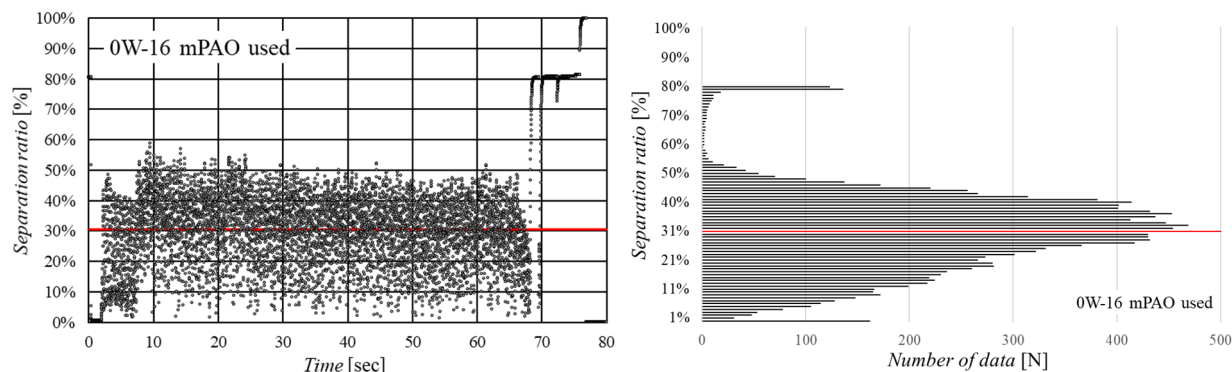 100%
90%
80%
70%
60%
50%
40%
30%
20%
10%
0%
Separation ratio [%]
0W-16 mPAO used
0 10 20 30 40 50 60 70 80
Time [sec]
100%
90%
80%
70%
60%
50%
40%
31%
21%
11%
1%
Separation ratio [%]
0W-16 mPAO used
0 100 200 300 400 500
Number of data [N]